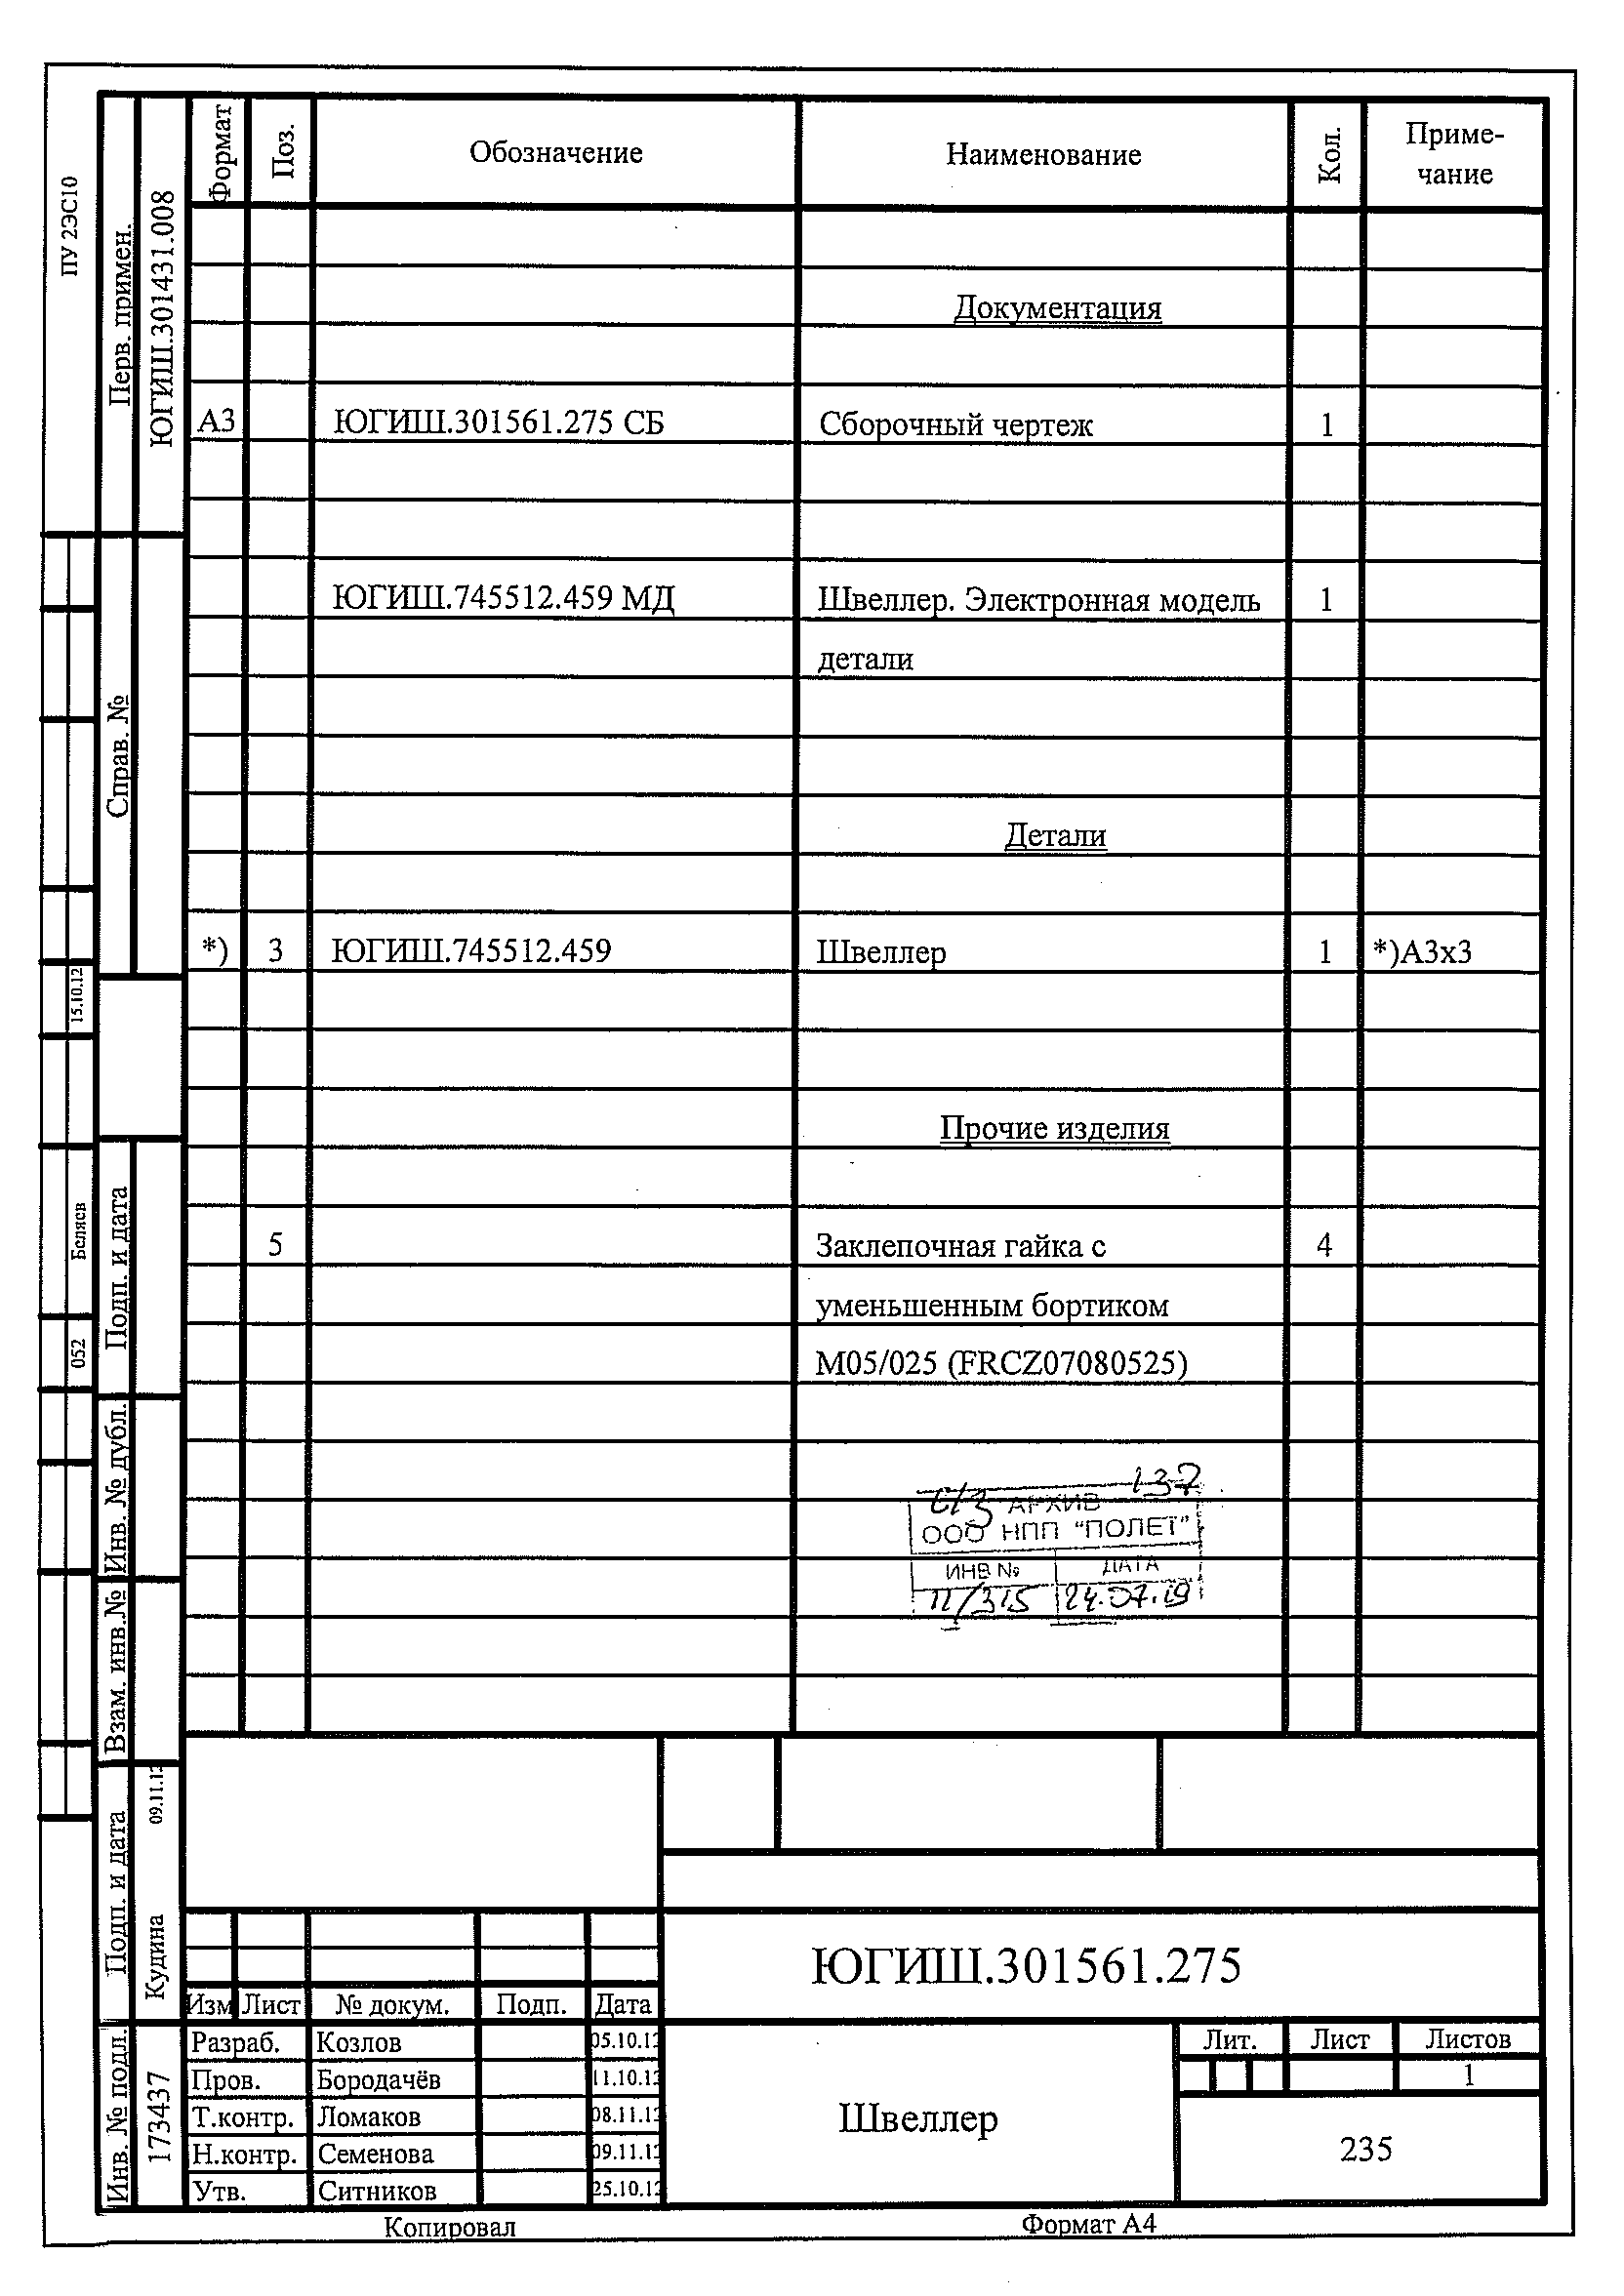 ПУ 2ЭС10
Перв. примен.
ЮГИШ.301431.008
Справ. №
15.10.12
Беляев
052
Подп. и дата
Инв. № дубл.
Взам. инв.№
Подп. и дата
Кудина 09.11.12
Инв. № подл.
173437
Формат Поз. Обозначение Наименование Кол. Приме-
чание
Документация
А3 ЮГИШ.301561.275 СБ Сборочный чертеж 1
ЮГИШ.745512.459 МД Швеллер. Электронная модель 1
детали
Детали
*) 3 ЮГИШ.745512.459 Швеллер 1 *)А3х3
Прочие изделия
5 Заклепочная гайка с 4
уменьшенным бортиком
М05/025 (FRCZ07080525)
137
АРХИВ
ООО НПП "ПОЛЕТ"
ИНВ № ДАТА
11/315 24.07.19
ЮГИШ.301561.275
Изм Лист № докум. Подп. Дата
Разраб. Козлов 05.10.12
Пров. Бородачёв 11.10.12
Т.контр. Ломаков 08.11.12
Н.контр. Семенова 09.11.12
Утв. Ситников 25.10.12
Швеллер
Лит. Лист Листов
1
235
Копировал Формат А4